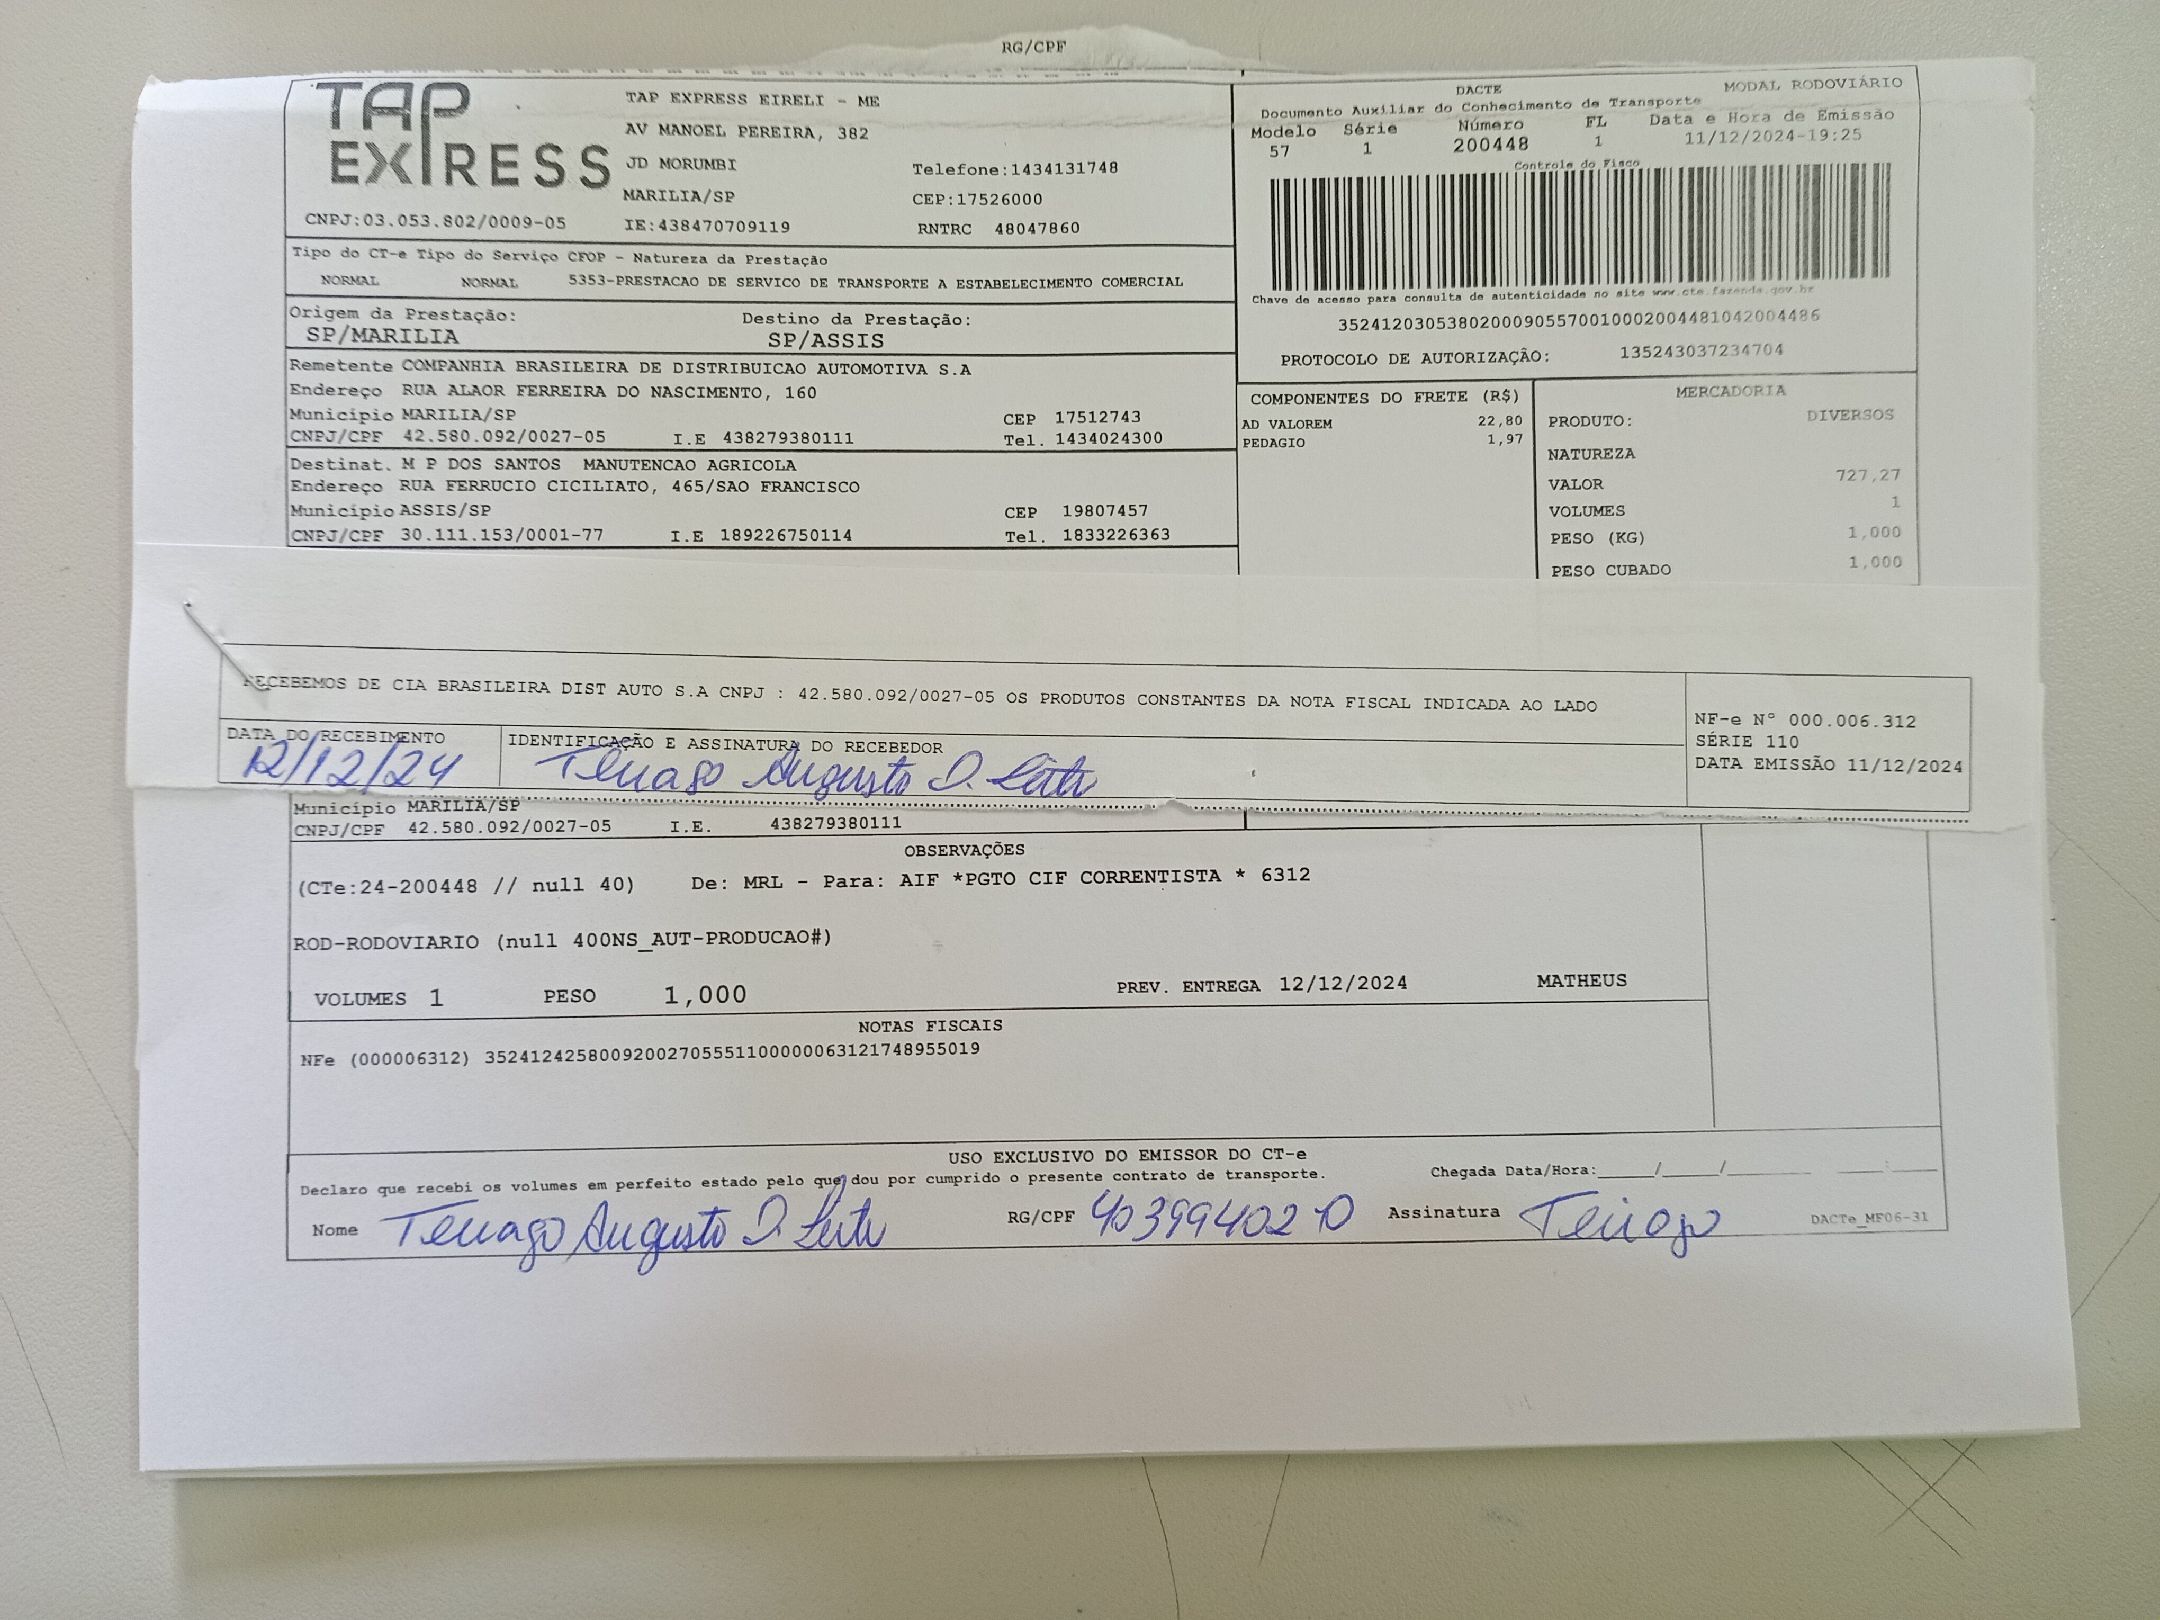 RG/CPF
TAP EXPRESS
TAP EXPRESS EIRELI - ME
AV MANOEL PEREIRA, 382
JD MORUMBI Telefone:1434131748
MARILIA/SP CEP:17526000
CNPJ:03.053.802/0009-05 IE:438470709119 RNTRC 48047860
DACTE MODAL RODOVIÁRIO
Documento Auxiliar do Conhecimento de Transporte
Modelo Série Número FL Data e Hora de Emissão
57 1 200448 1 11/12/2024-19:25
Controle do Fisco
Chave de acesso para consulta de autenticidade no site www.cte.fazenda.gov.br
35241203053802000905570010002004481042004486
PROTOCOLO DE AUTORIZAÇÃO: 135243037234704
Tipo do CT-e Tipo do Serviço CFOP - Natureza da Prestação
NORMAL NORMAL 5353-PRESTACAO DE SERVICO DE TRANSPORTE A ESTABELECIMENTO COMERCIAL
Origem da Prestação: Destino da Prestação:
SP/MARILIA SP/ASSIS
Remetente COMPANHIA BRASILEIRA DE DISTRIBUICAO AUTOMOTIVA S.A
Endereço RUA ALAOR FERREIRA DO NASCIMENTO, 160
Município MARILIA/SP CEP 17512743
CNPJ/CPF 42.580.092/0027-05 I.E 438279380111 Tel. 1434024300
Destinat. M P DOS SANTOS MANUTENCAO AGRICOLA
Endereço RUA FERRUCIO CICILIATO, 465/SAO FRANCISCO
Município ASSIS/SP CEP 19807457
CNPJ/CPF 30.111.153/0001-77 I.E 189226750114 Tel. 1833226363
COMPONENTES DO FRETE (R$)
AD VALOREM 22,80
PEDAGIO 1,97
MERCADORIA
PRODUTO: DIVERSOS
NATUREZA
VALOR 727,27
VOLUMES 1
PESO (KG) 1,000
PESO CUBADO 1,000
RECEBEMOS DE CIA BRASILEIRA DIST AUTO S.A CNPJ : 42.580.092/0027-05 OS PRODUTOS CONSTANTES DA NOTA FISCAL INDICADA AO LADO
DATA DO RECEBIMENTO IDENTIFICAÇÃO E ASSINATURA DO RECEBEDOR
12/12/24 Augusto D. Leite
NF-e N° 000.006.312
SÉRIE 110
DATA EMISSÃO 11/12/2024
Município MARILIA/SP
CNPJ/CPF 42.580.092/0027-05 I.E. 438279380111
OBSERVAÇÕES
(CTe:24-200448 // null 40) De: MRL - Para: AIF *PGTO CIF CORRENTISTA * 6312
ROD-RODOVIARIO (null 400NS_AUT-PRODUCAO#)
VOLUMES 1 PESO 1,000 PREV. ENTREGA 12/12/2024 MATHEUS
NOTAS FISCAIS
NFe (000006312) 35241242580092002705551100000063121748955019
USO EXCLUSIVO DO EMISSOR DO CT-e
Declaro que recebi os volumes em perfeito estado pelo que dou por cumprido o presente contrato de transporte. Chegada Data/Hora:
Nome Augusto D. Leite RG/CPF Assinatura DACTe_MF06-31